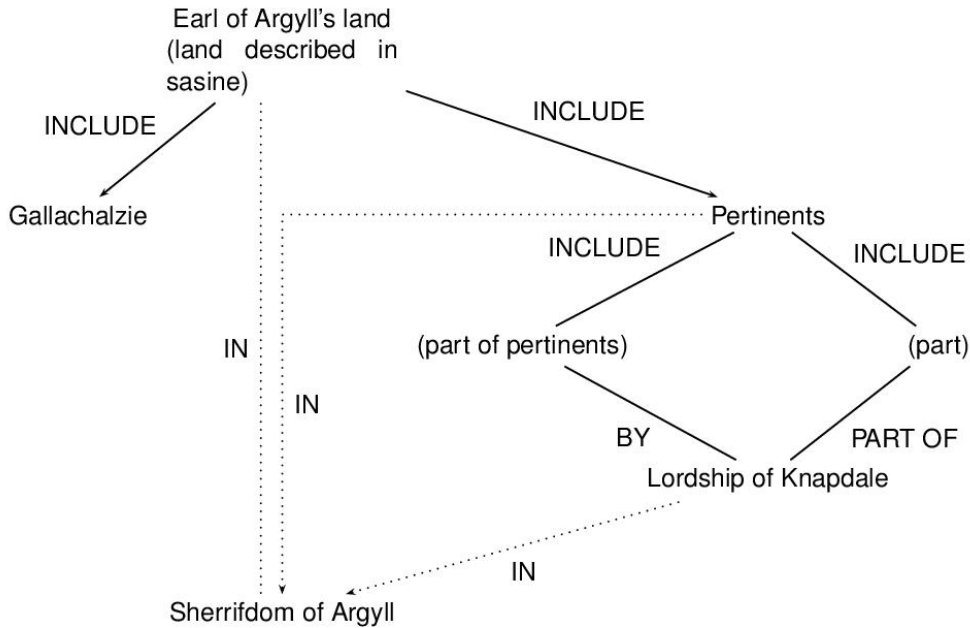 Earl of Argyll's land
(land described in
sasine)
INCLUDE
INCLUDE
Gallachalzie
Pertinents
INCLUDE
INCLUDE
IN
(part of pertinents)
(part)
IN
BY
PART OF
Lordship of Knapdale
IN
Sherrifdom of Argyll